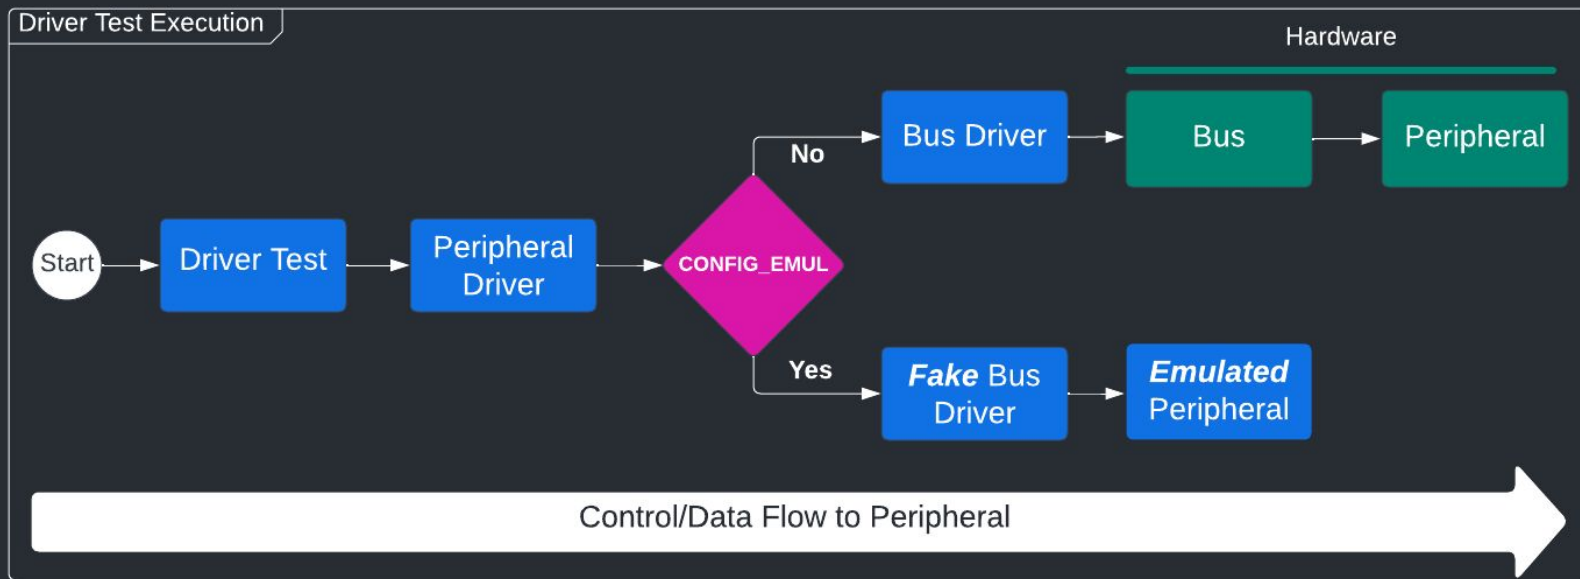 Driver Test Execution
Hardware
Bus Driver
Bus
Peripheral
No
Start
Driver Test
Peripheral
Driver
CONFIG_EMUL
Yes
Fake Bus
Driver
Emulated
Peripheral
Control/Data Flow to Peripheral